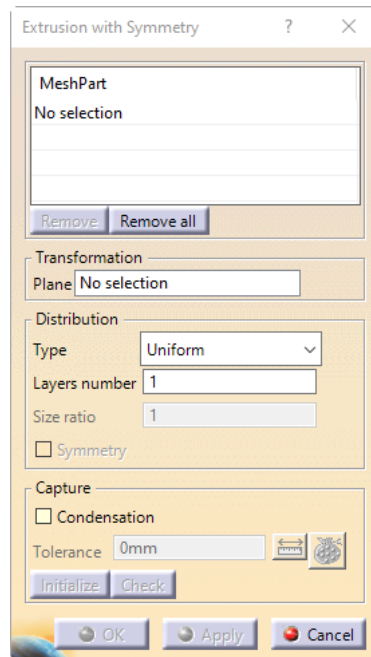 Extrusion with Symmetry ?
MeshPart
No selection
Remove Remove all
Transformation
Plane No selection
Distribution
Type Uniform
Layers number 1
Size ratio 1
Symmetry
Capture
Condensation
Tolerance 0mm
Initialize Check
OK Apply Cancel